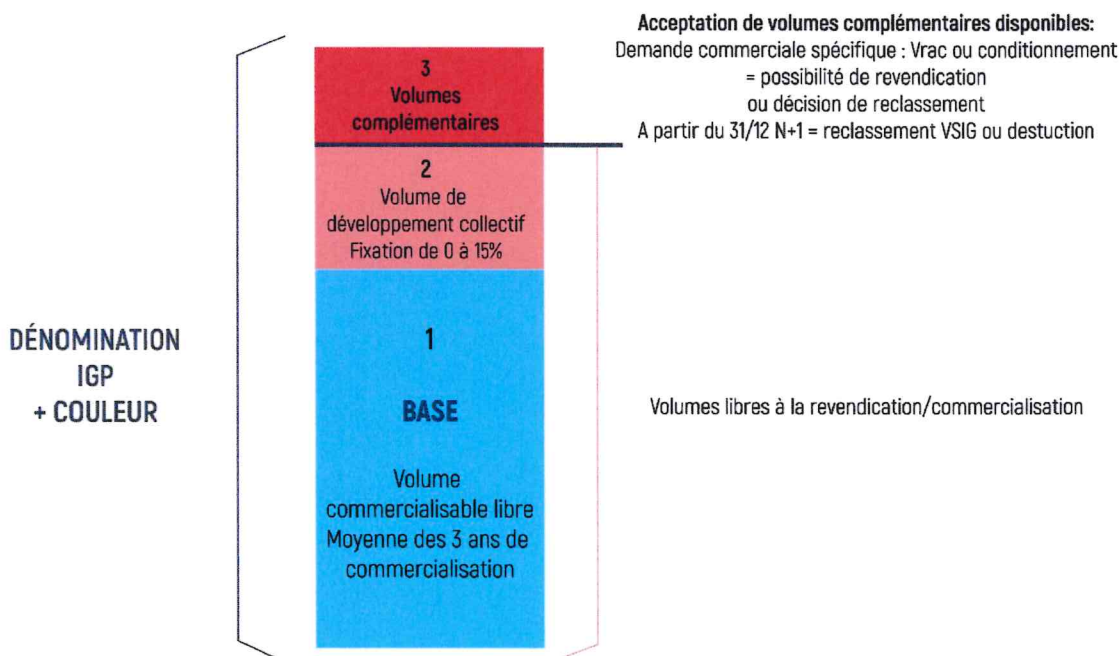 Acceptation de volumes complémentaires disponibles:
Demande commerciale spécifique : Vrac ou conditionnement
= possibilité de revendication
ou décision de reclassement
A partir du 31/12 N+1 = reclassement VSIG ou destuction
3
Volumes
complémentaires
2
Volume de
développement collectif
Fixation de 0 à 15%
1
BASE
Volume
commercialisable libre
Moyenne des 3 ans de
commercialisation
DÉNOMINATION
IGP
+ COULEUR
Volumes libres à la revendication/commercialisation